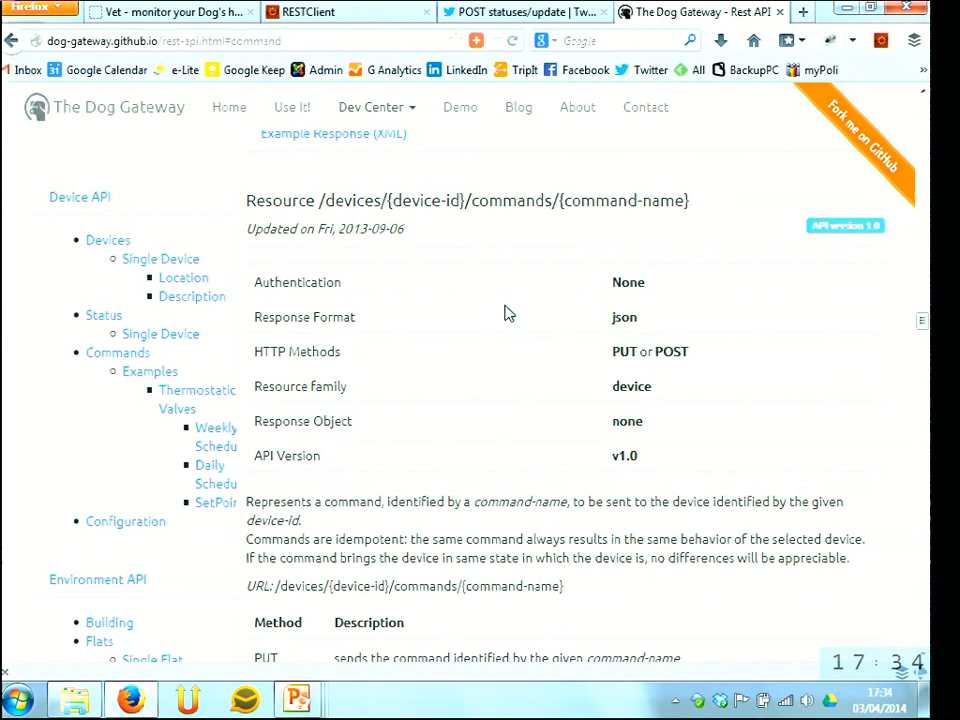 Firefox
Vet - monitor your Dog's h...
RESTClient
POST statuses/update | Tw...
The Dog Gateway - Rest API
dog-gateway.github.io/rest-api.html#command
Google
Inbox
Google Calendar
e-Lite
Google Keep
Admin
G Analytics
LinkedIn
TripIt
Facebook
Twitter
All
BackupPC
myPoli
The Dog Gateway
Home
Use It!
Dev Center
Demo
Blog
About
Contact
Fork me on GitHub
Example Response (XML)
Device API
Devices
Single Device
Location
Description
Status
Single Device
Commands
Examples
Thermostatic
Valves
Weekly
Schedu
Daily
Schedu
SetPoin
Configuration
Environment API
Building
Flats
Single Flat
Resource /devices/{device-id}/commands/{command-name}
Updated on Fri, 2013-09-06
API version 1.0
Authentication None
Response Format json
HTTP Methods PUT or POST
Resource family device
Response Object none
API Version v1.0
Represents a command, identified by a command-name, to be sent to the device identified by the given
device-id.
Commands are idempotent: the same command always results in the same behavior of the selected device.
If the command brings the device in same state in which the device is, no differences will be appreciable.
URL: /devices/{device-id}/commands/{command-name}
Method Description
PUT sends the command identified by the given command-name
17:34
17:34
03/04/2014